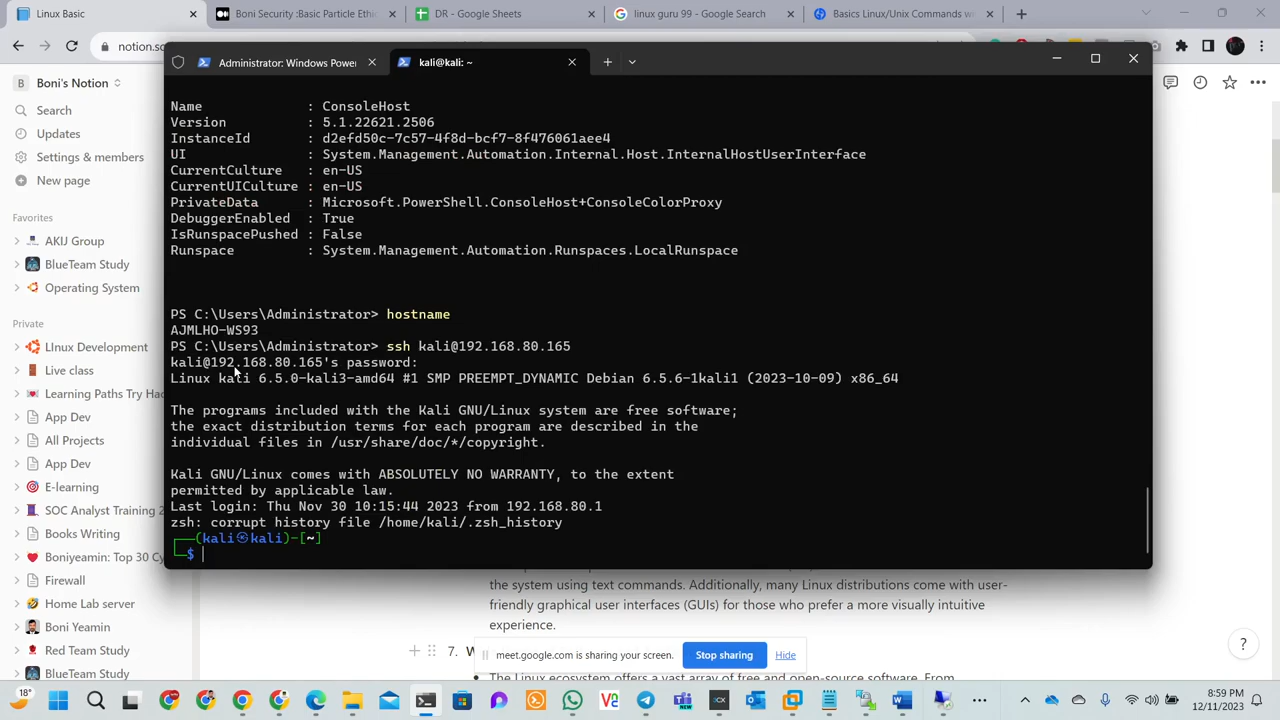 Linux Basic
Boni Security :Basic Particle Ethic
DR - Google Sheets
linux guru 99 - Google Search
Basics Linux/Unix Commands w
notion.so
Administrator: Windows Power
kali@kali: ~
B Boni's Notion
Search
Updates
Settings & members
New page
Favorites
AKIJ Group
BlueTeam Study
Operating System
Private
LInux Development
Live class
Learning Paths Try Hac
App Dev
All Projects
App Dev
E-learning
SOC Analyst Training 2
Books Writing
Boniyeamin: Top 30 Cy
Firewall
Home Lab server
Boni Yeamin
Red Team Study
BlueTeam Study
Name : ConsoleHost
Version : 5.1.22621.2506
InstanceId : d2efd50c-7c57-4f8d-bcf7-8f476061aee4
UI : System.Management.Automation.Internal.Host.InternalHostUserInterface
CurrentCulture : en-US
CurrentUICulture : en-US
PrivateData : Microsoft.PowerShell.ConsoleHost+ConsoleColorProxy
DebuggerEnabled : True
IsRunspacePushed : False
Runspace : System.Management.Automation.Runspaces.LocalRunspace
PS C:\Users\Administrator> hostname
AJMLHO-WS93
PS C:\Users\Administrator> ssh kali@192.168.80.165
kali@192.168.80.165's password:
Linux kali 6.5.0-kali3-amd64 #1 SMP PREEMPT_DYNAMIC Debian 6.5.6-1kali1 (2023-10-09) x86_64
The programs included with the Kali GNU/Linux system are free software;
the exact distribution terms for each program are described in the
individual files in /usr/share/doc/*/copyright.
Kali GNU/Linux comes with ABSOLUTELY NO WARRANTY, to the extent
permitted by applicable law.
Last login: Thu Nov 30 10:15:44 2023 from 192.168.80.1
zsh: corrupt history file /home/kali/.zsh_history
┌──(kali㉿kali)-[~]
└─$
the system using text commands. Additionally, many Linux distributions come with user-
friendly graphical user interfaces (GUIs) for those who prefer a more visually intuitive
experience.
7. W
The Linux ecosystem offers a vast array of free and open-source software. From
meet.google.com is sharing your screen. Stop sharing Hide
?
18°
8:59 PM
12/11/2023